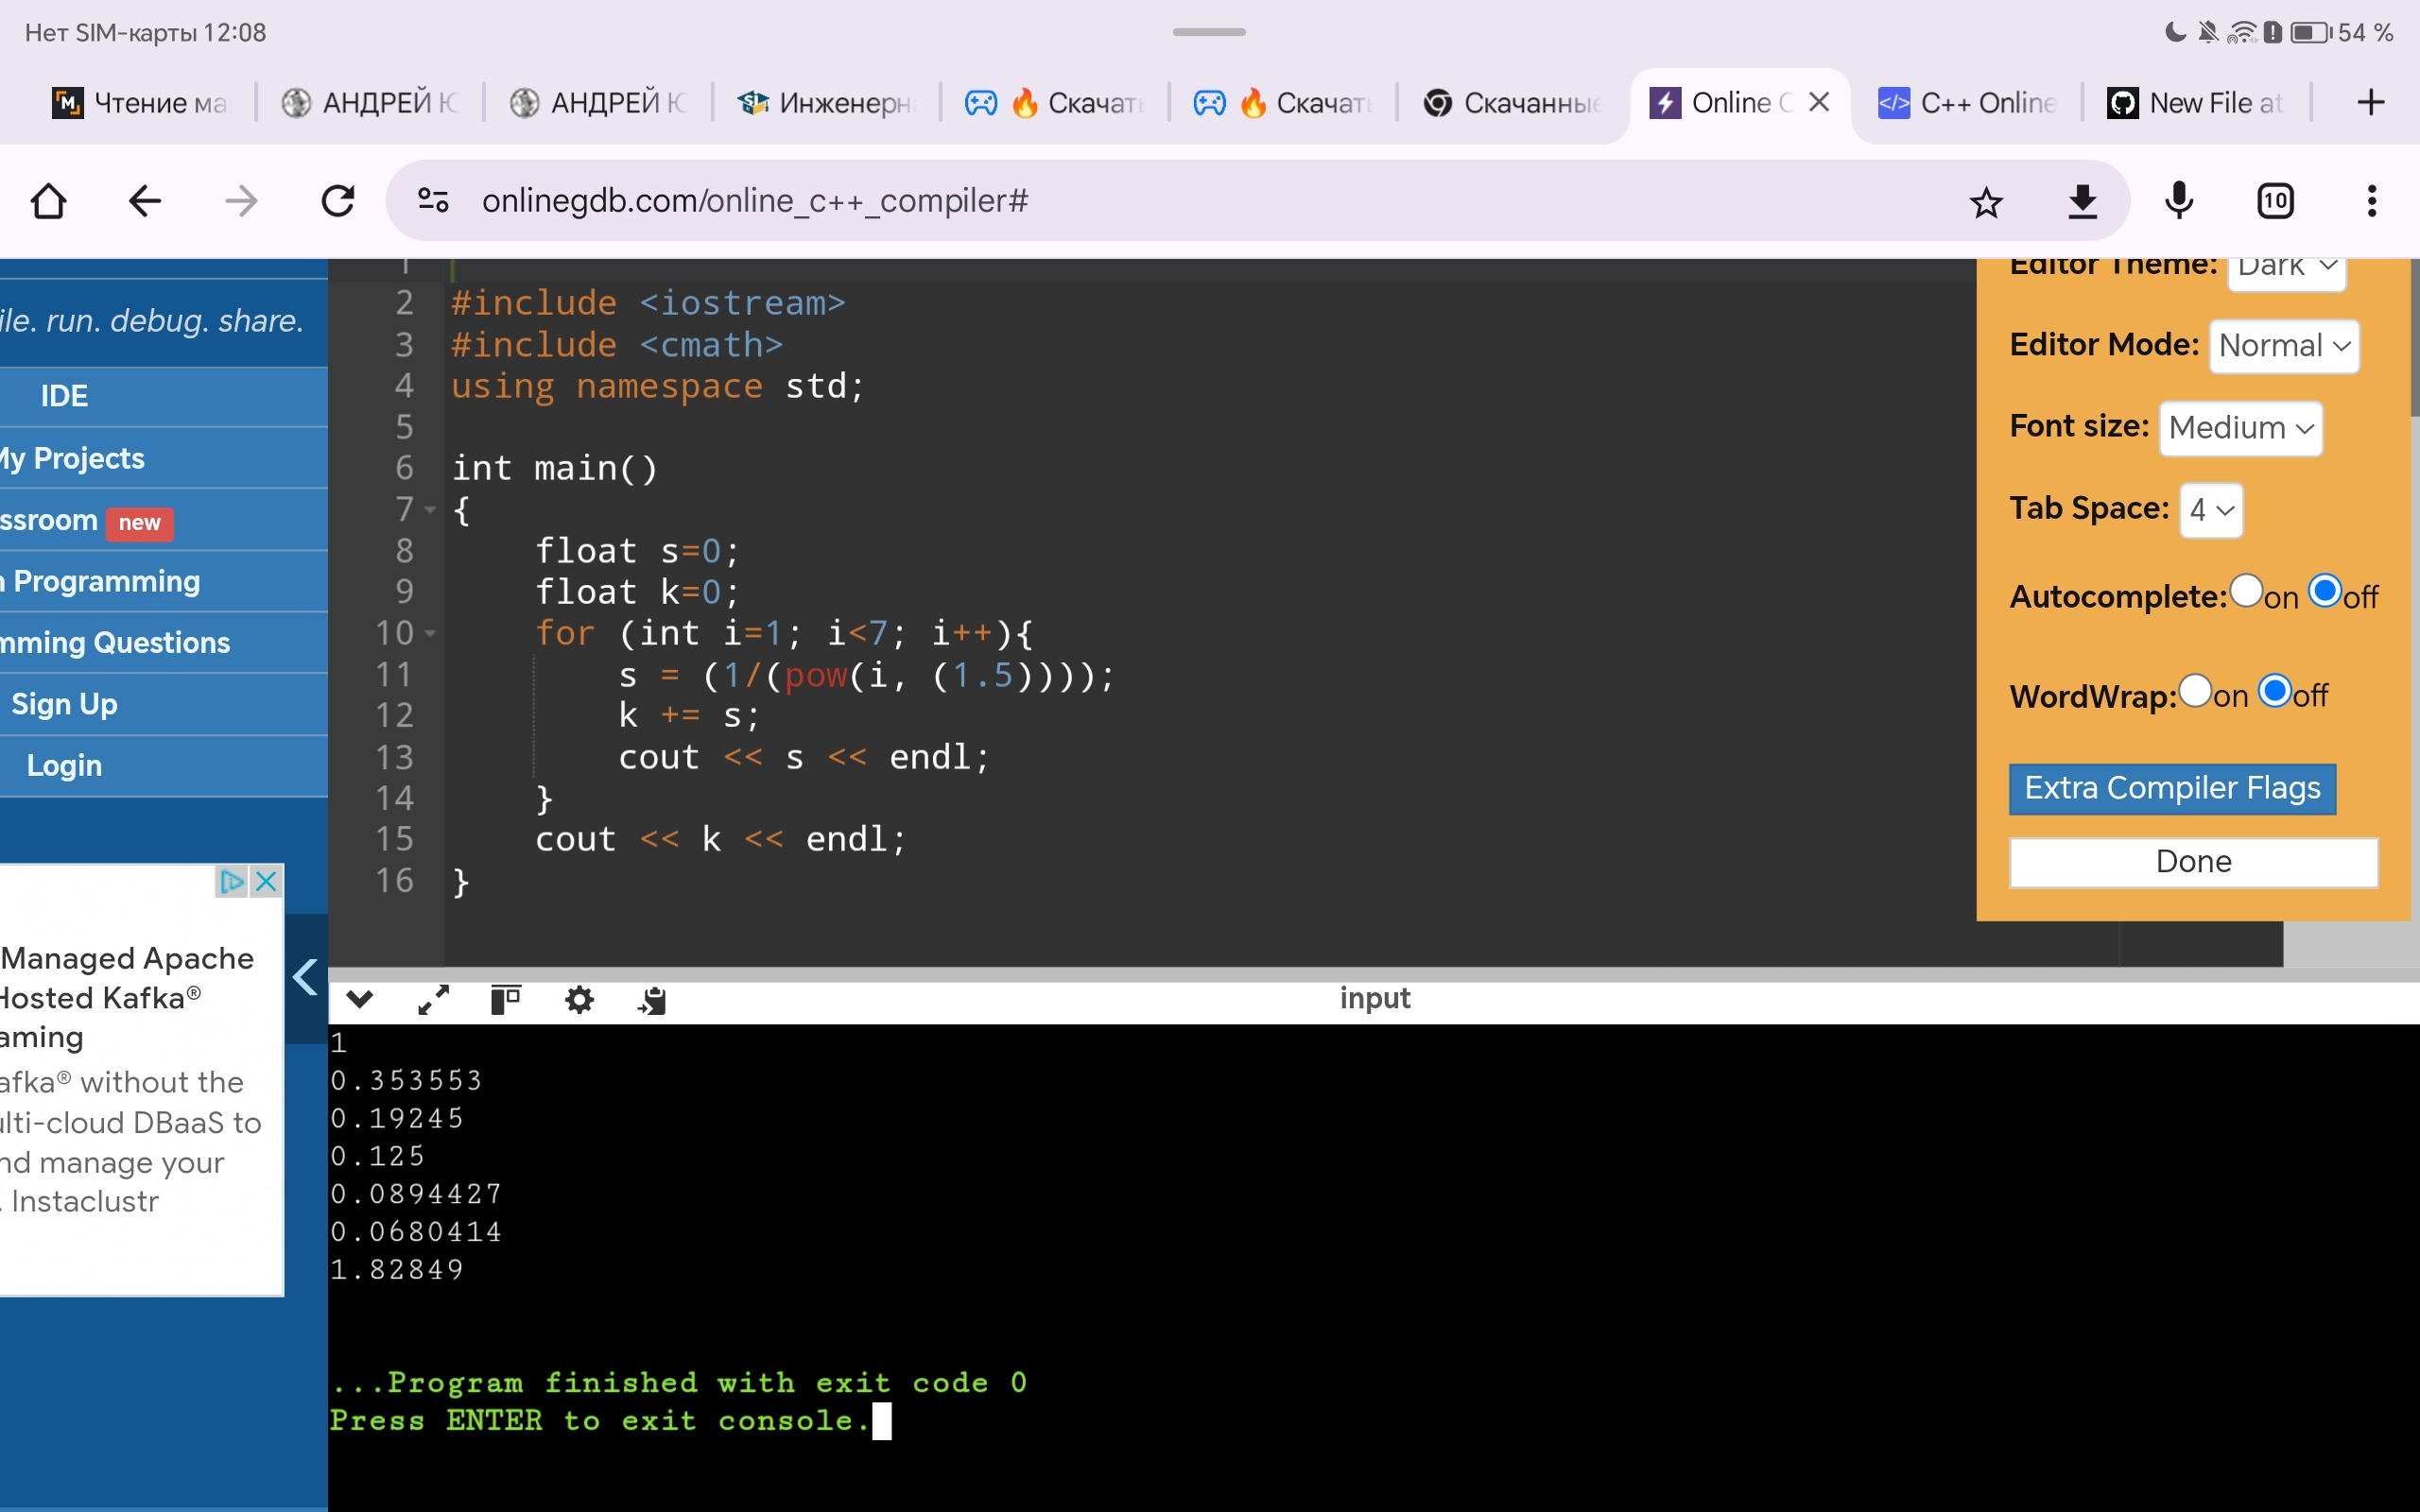 Нет SIM-карты 12:08
54 %
Чтение ма
АНДРЕЙ Ю
АНДРЕЙ Ю
Инженерн
Скачать
Скачать
Скачанные
Online C
C++ Online
New File at
onlinegdb.com/online_c++_compiler#
10
ile. run. debug. share.
IDE
My Projects
ssroom new
n Programming
mming Questions
Sign Up
Login
Managed Apache
Hosted Kafka®
aming
afka® without the
ulti-cloud DBaaS to
nd manage your
. Instaclustr
1
2 #include <iostream>
3 #include <cmath>
4 using namespace std;
5
6 int main()
7 {
8 float s=0;
9 float k=0;
10 for (int i=1; i<7; i++){
11 s = (1/(pow(i, (1.5))));
12 k += s;
13 cout << s << endl;
14 }
15 cout << k << endl;
16 }
Editor Theme: Dark
Editor Mode: Normal
Font size: Medium
Tab Space: 4
Autocomplete: on off
WordWrap: on off
Extra Compiler Flags
Done
input
1
0.353553
0.19245
0.125
0.0894427
0.0680414
1.82849
...Program finished with exit code 0
Press ENTER to exit console.